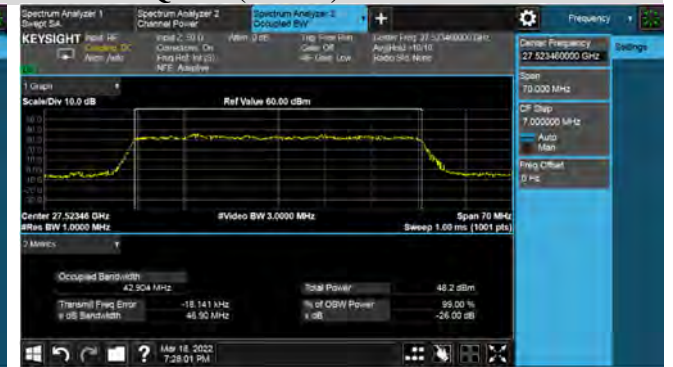 Spectrum Analyzer 1
Swept SA
Spectrum Analyzer 2
Channel Power
Spectrum Analyzer 3
Occupied BW
Frequency
KEYSIGHT Input: RF
Coupling: DC
Align: Auto
Input Z: 50 Ω
Corrections: On
Freq Ref: Int (S)
NFE: Adaptive
Atten: 0 dB
Trig: Free Run
Gate: Off
#IF Gain: Low
Center Freq: 27.523460000 GHz
Avg|Hold: >10/10
Radio Std: None
Center Frequency
27.523460000 GHz
Settings
Span
70.000 MHz
CF Step
7.000000 MHz
Auto
Man
Freq Offset
0 Hz
1 Graph
Scale/Div 10.0 dB
Ref Value 60.00 dBm
Center 27.52346 GHz
#Res BW 1.0000 MHz
#Video BW 3.0000 MHz
Span 70 MHz
Sweep 1.00 ms (1001 pts)
2 Metrics
Occupied Bandwidth
42.904 MHz
Total Power
48.2 dBm
Transmit Freq Error
-18.141 kHz
% of OBW Power
99.00 %
x dB Bandwidth
46.90 MHz
x dB
-26.00 dB
?
Mar 18, 2022
7:28:01 PM